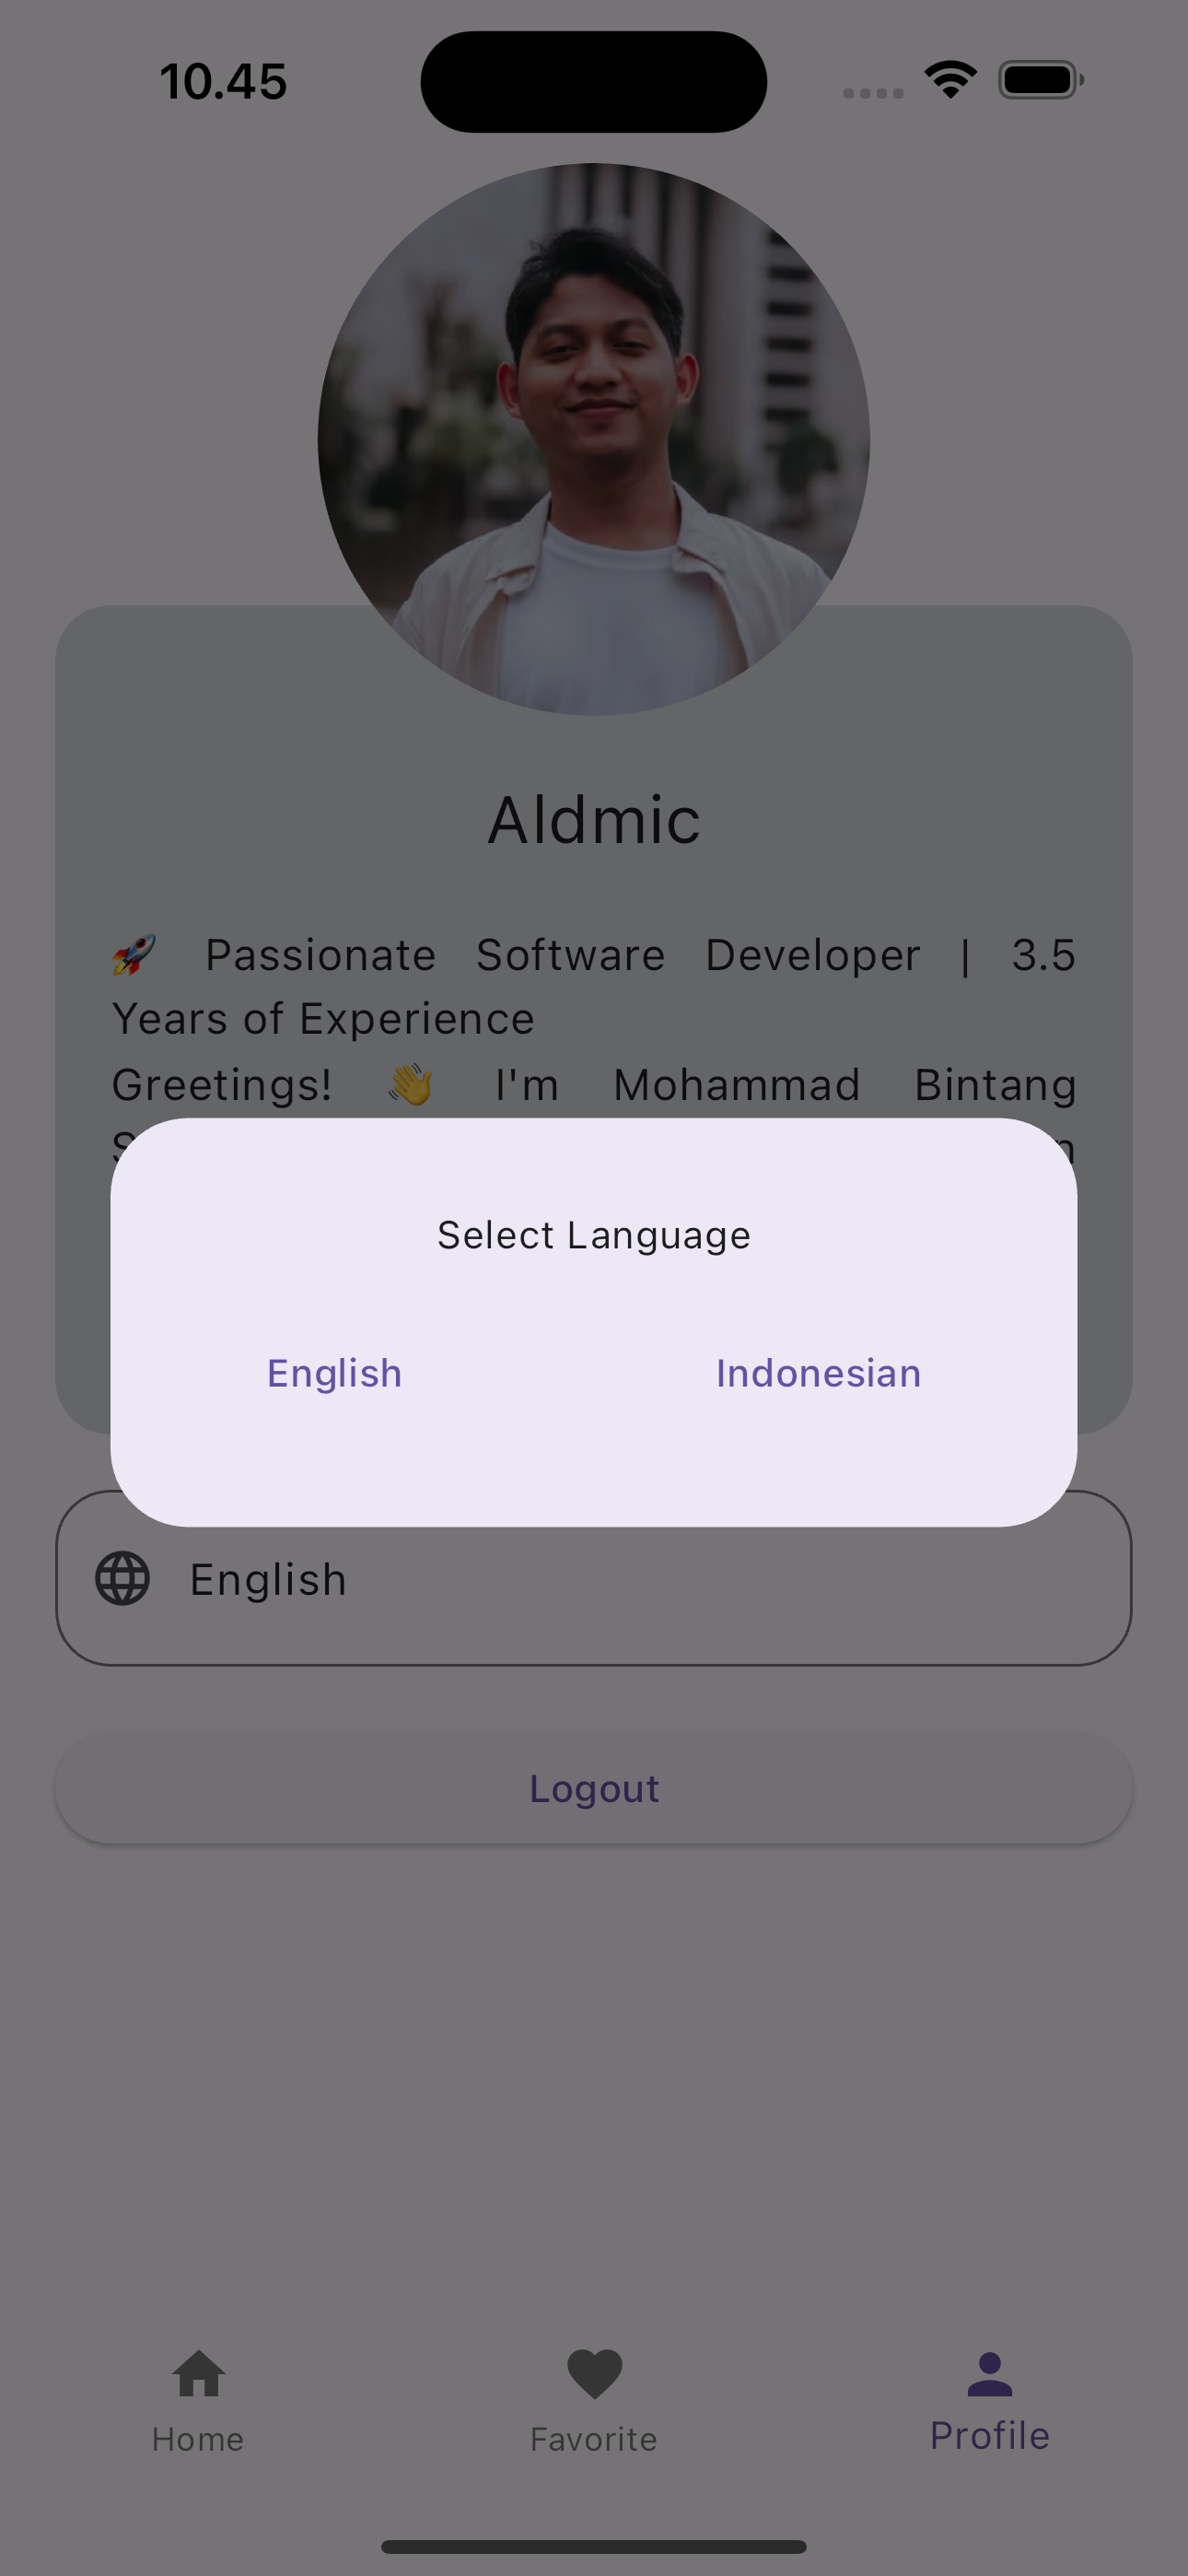 10.45
Aldmic
🚀 Passionate Software Developer | 3.5
Years of Experience
Greetings! 👋 I'm Mohammad Bintang
Select Language
English Indonesian
English
Logout
Home Favorite Profile